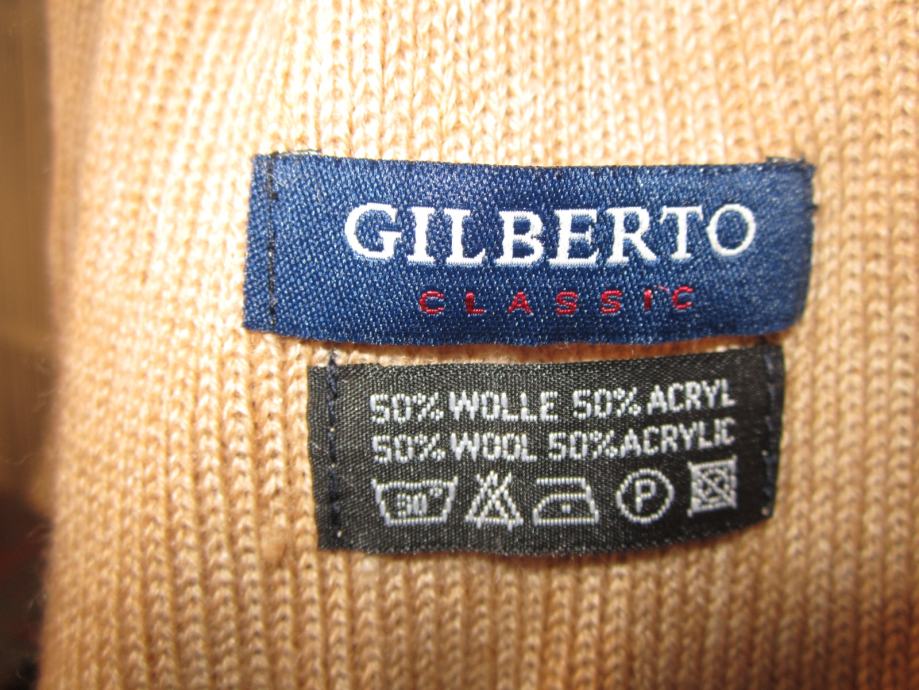 GILBERTO
CLASSIC
50% WOLLE 50% ACRYL
50% WOOL 50% ACRYLIC
30° P